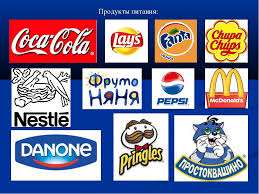 Продукты питания:
Coca-Cola
Lay's
Fanta
Chupa
Chups
Nestlé
Фруто
НЯНЯ
PEPSI
McDonald's
DANONE
Pringles
ПРОСТОКВАШИНО